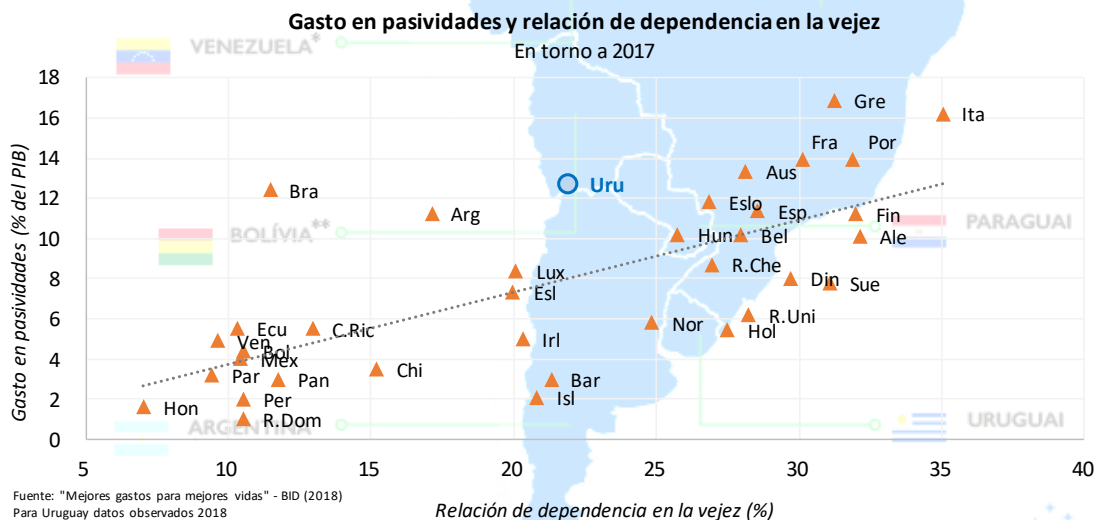 Gasto en pasividades y relación de dependencia en la vejez
En torno a 2017
VENEZUELA*
BOLÍVIA**
ARGENTINA
PARAGUAI
URUGUAI
Gasto en pasividades (% del PIB)
18
16
14
12
10
8
6
4
2
0
Gre
Ita
Fra
Por
Aus
Bra
Uru
Arg
Eslo
Esp
Fin
Hun
Bel
Ale
Lux
R.Che
Esl
Din
Sue
Ecu
C.Ric
Nor
R.Uni
Hol
Ven
Bol
Mex
Irl
Par
Pan
Chi
Bar
Hon
Per
Isl
R.Dom
5
10
15
20
25
30
35
40
Relación de dependencia en la vejez (%)
Fuente: "Mejores gastos para mejores vidas" - BID (2018)
Para Uruguay datos observados 2018